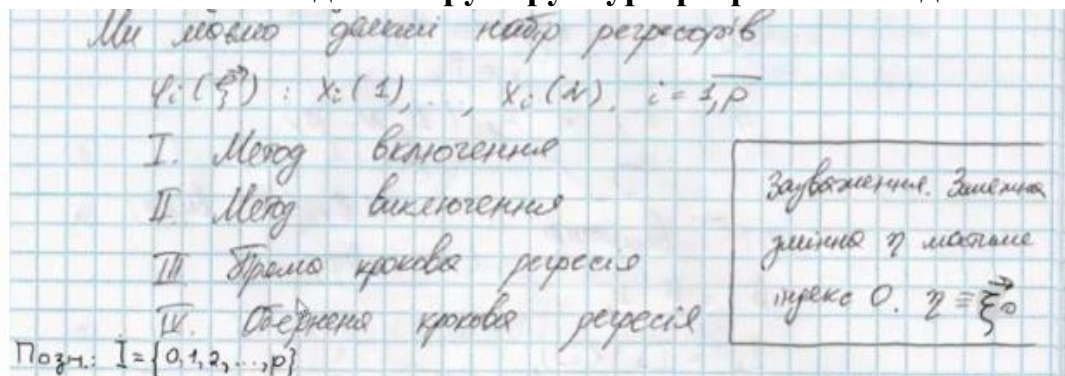 Ми маємо деякий набір регресорів
φᵢ(ξ⃗) : xᵢ(1), ..., xᵢ(N), i = 1,p
I. Метод включення
II. Метод виключення
III. Пряма крокова регресія
IV. Обернена крокова регресія
Зауваження. Залежна
змінна η матиме
індекс 0. η ≡ ξ⃗₀
Позн.: I = {0, 1, 2, ..., p}